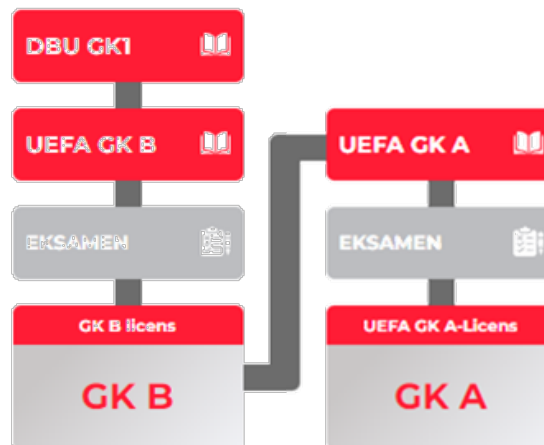 DBU GK1
UEFA GK B
EKSAMEN
GK B licens
GK B
UEFA GK A
EKSAMEN
UEFA GK A-Licens
GK A